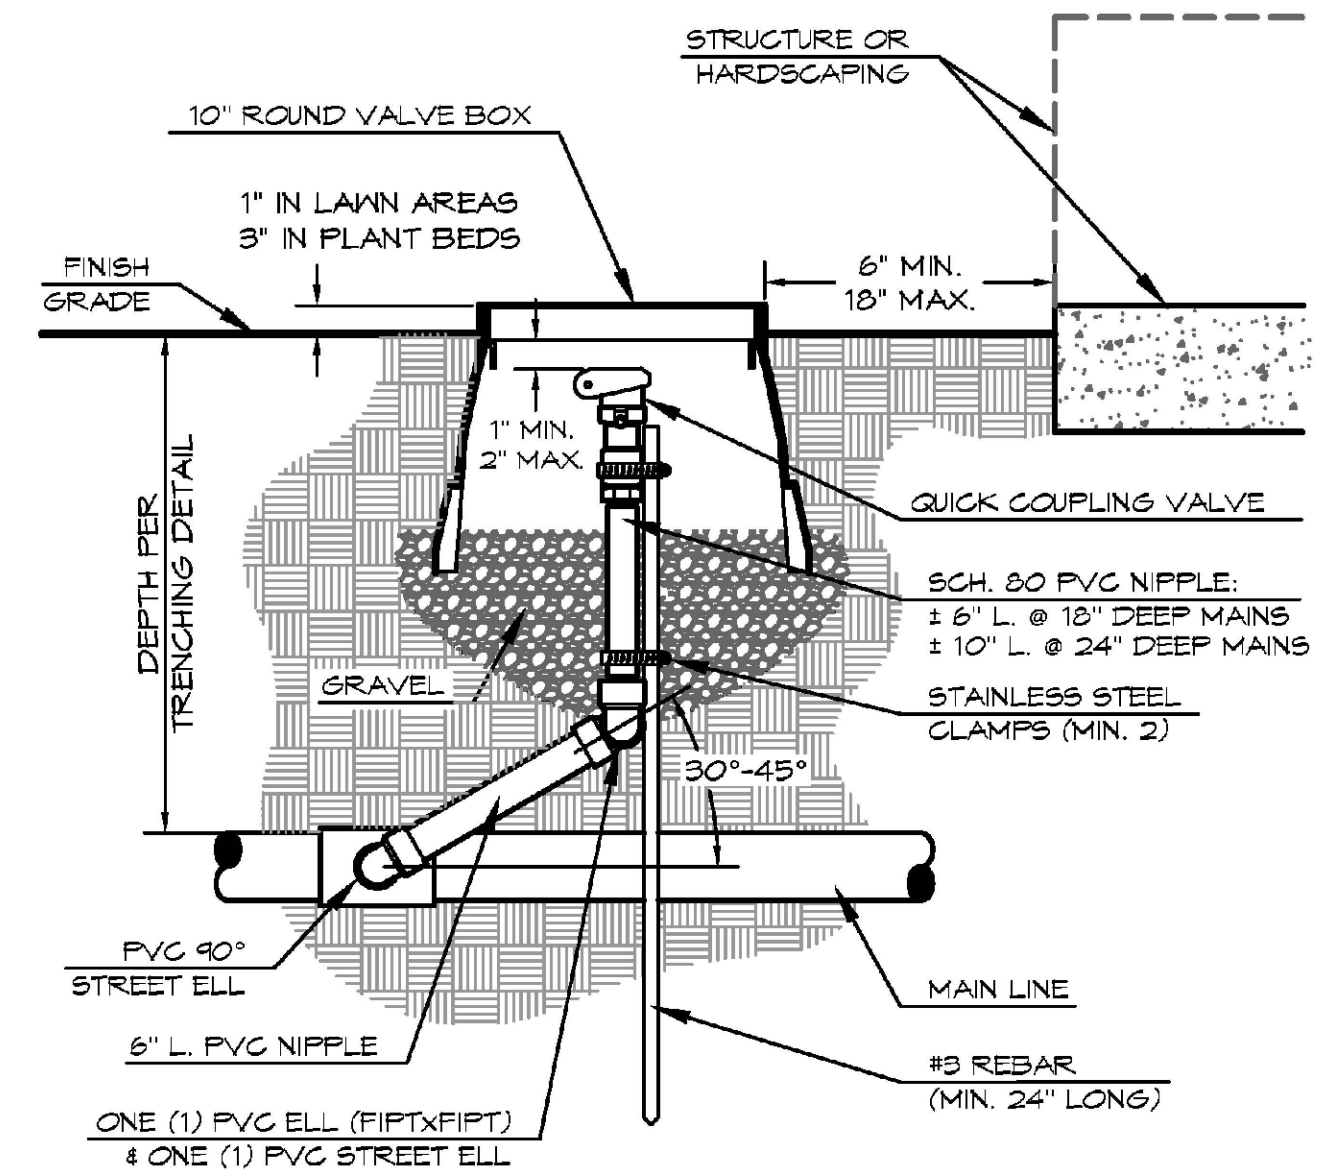 STRUCTURE OR
HARDSCAPING
10" ROUND VALVE BOX
1" IN LAWN AREAS
3" IN PLANT BEDS
FINISH
GRADE
6" MIN.
18" MAX.
1" MIN.
2" MAX.
DEPTH PER
TRENCHING DETAIL
QUICK COUPLING VALVE
SCH. 80 PVC NIPPLE:
± 6" L. @ 18" DEEP MAINS
± 10" L. @ 24" DEEP MAINS
GRAVEL
STAINLESS STEEL
CLAMPS (MIN. 2)
30°-45°
PVC 90°
STREET ELL
MAIN LINE
6" L. PVC NIPPLE
#3 REBAR
(MIN. 24" LONG)
ONE (1) PVC ELL (FIPTxFIPT)
& ONE (1) PVC STREET ELL